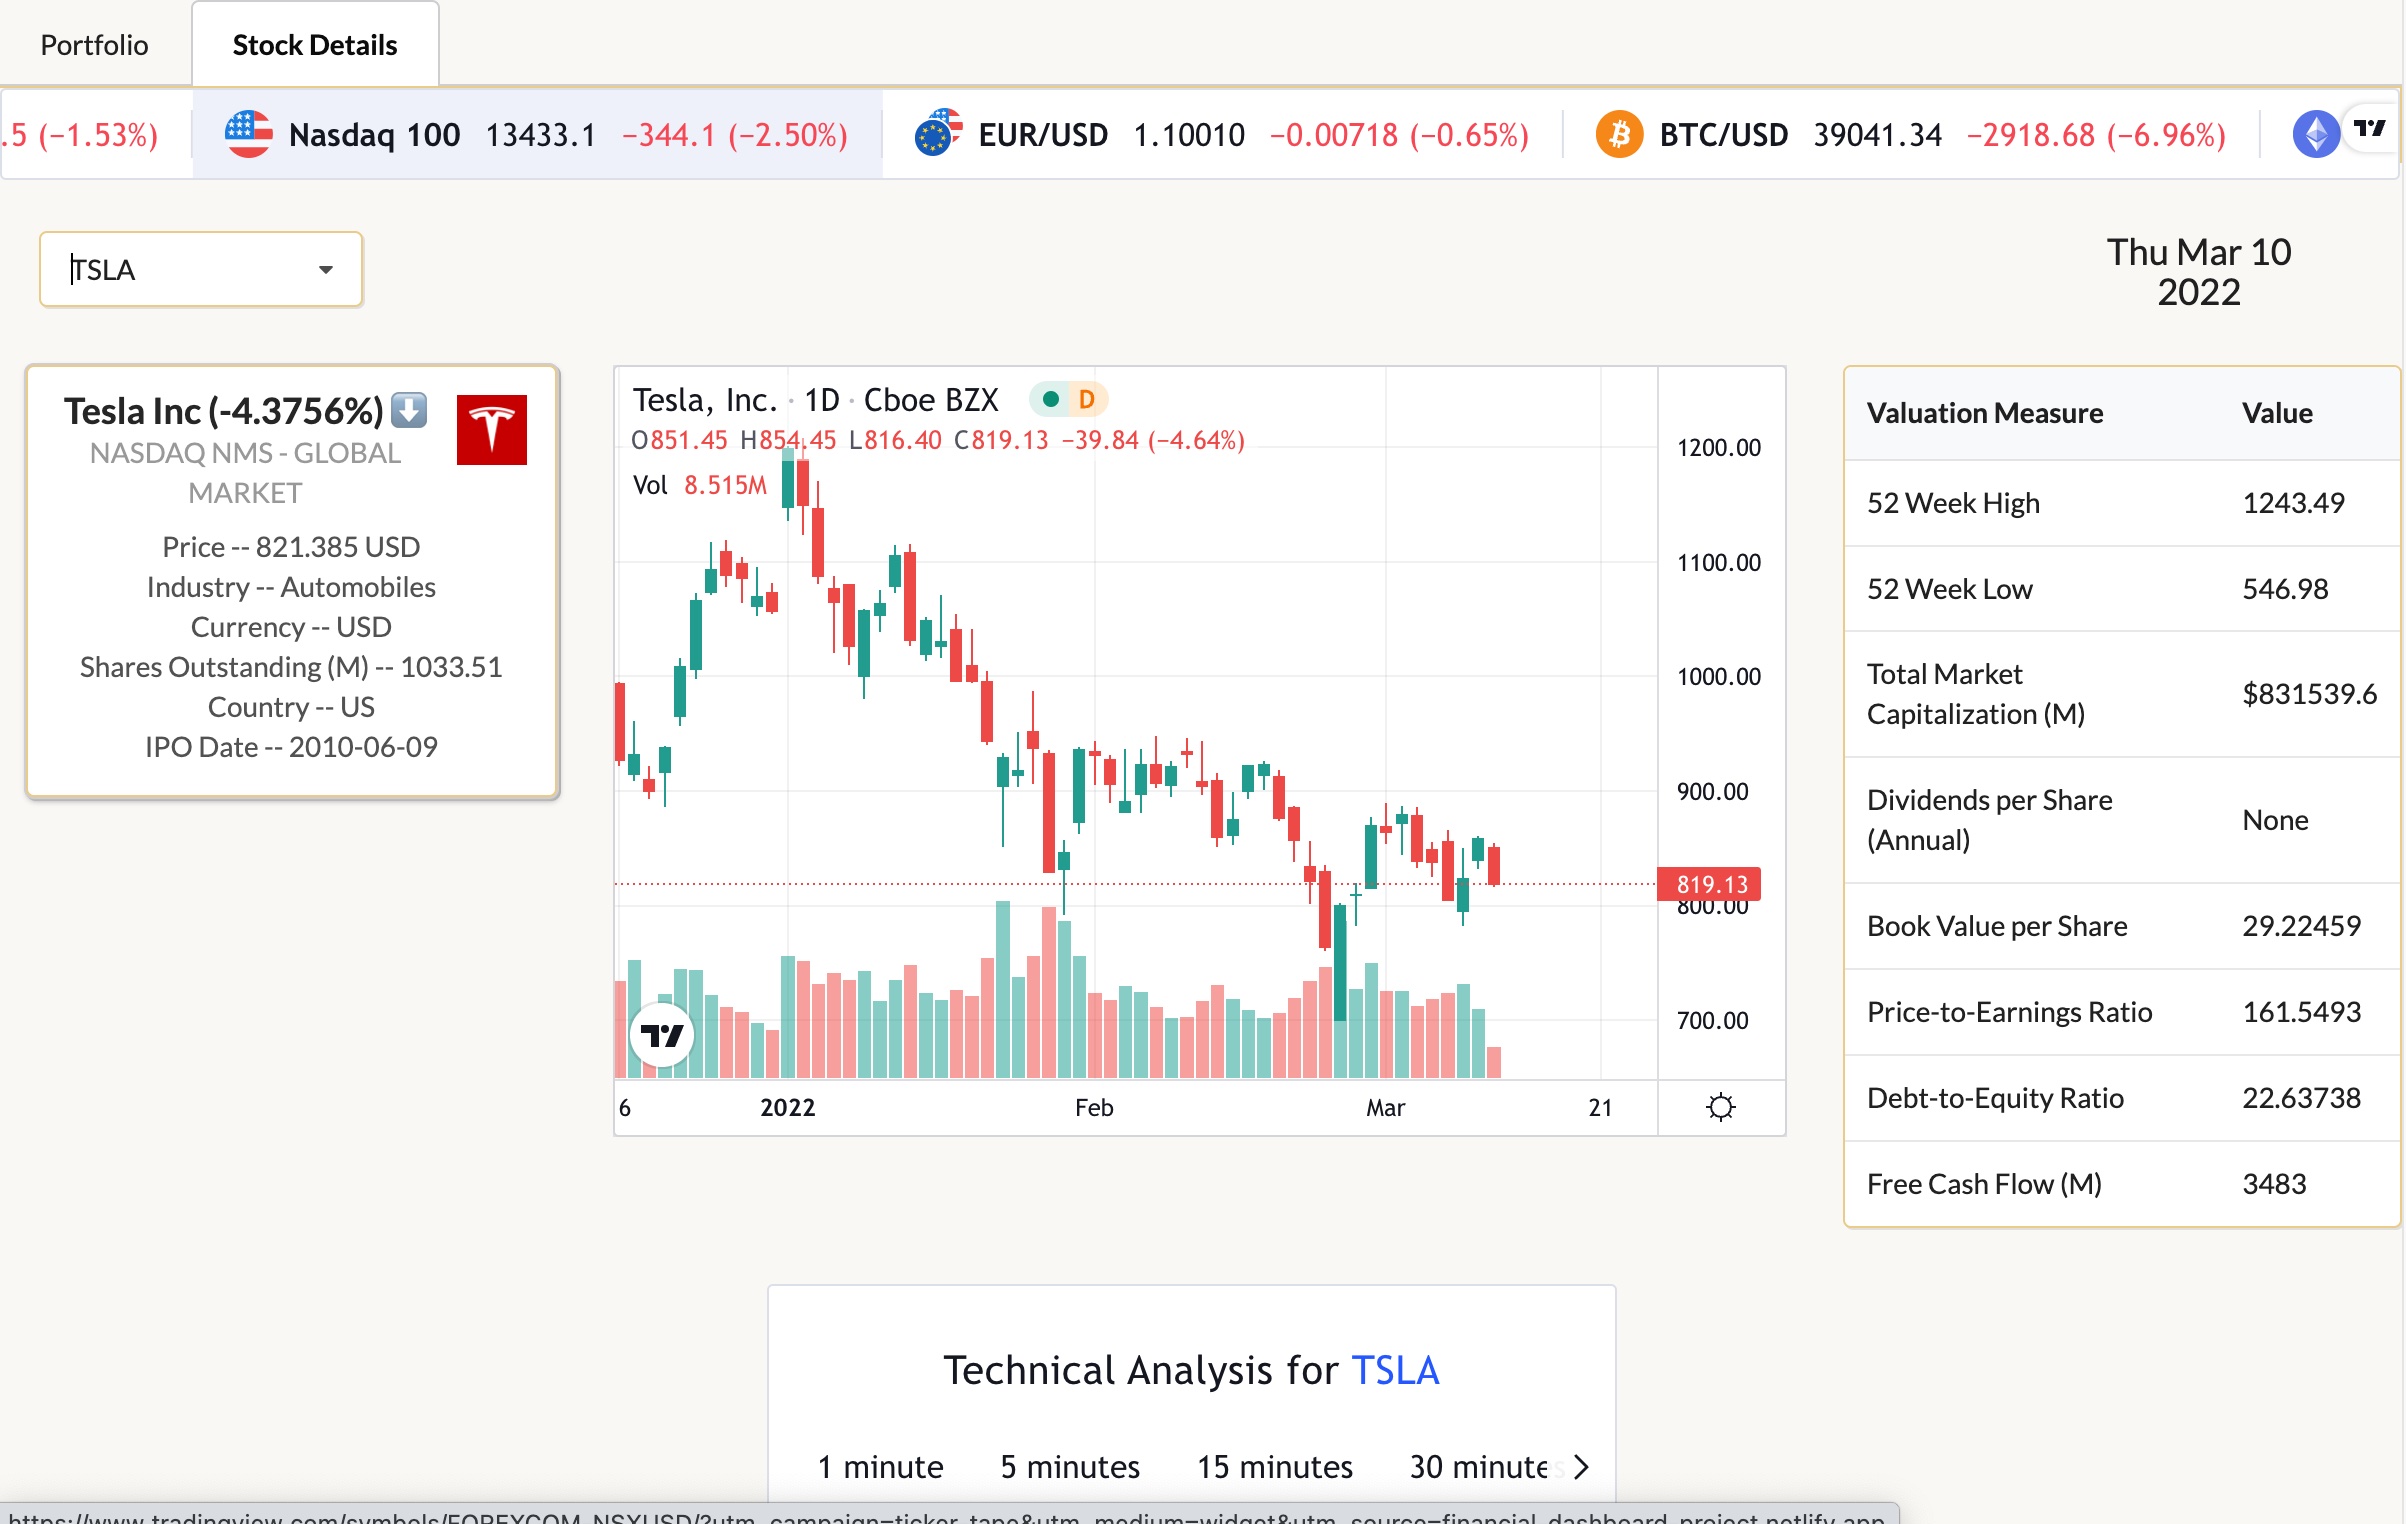 Portfolio
Stock Details
.5 (−1.53%)
Nasdaq 100 13433.1 −344.1 (−2.50%)
EUR/USD 1.10010 −0.00718 (−0.65%)
BTC/USD 39041.34 −2918.68 (−6.96%)
TSLA
Thu Mar 10
2022
Tesla Inc (-4.3756%)
NASDAQ NMS - GLOBAL
MARKET
Price -- 821.385 USD
Industry -- Automobiles
Currency -- USD
Shares Outstanding (M) -- 1033.51
Country -- US
IPO Date -- 2010-06-09
Tesla, Inc. · 1D · Cboe BZX D
O851.45 H854.45 L816.40 C819.13 −39.84 (−4.64%)
Vol 8.515M
1200.00
1100.00
1000.00
900.00
819.13
800.00
700.00
6 2022 Feb Mar 21
Valuation Measure Value
52 Week High 1243.49
52 Week Low 546.98
Total Market
Capitalization (M) $831539.6
Dividends per Share
(Annual) None
Book Value per Share 29.22459
Price-to-Earnings Ratio 161.5493
Debt-to-Equity Ratio 22.63738
Free Cash Flow (M) 3483
Technical Analysis for TSLA
1 minute 5 minutes 15 minutes 30 minutes
https://www.tradingview.com/symbols/FOREXCOM-NSXUSD/?utm_campaign=ticker-tape&utm_medium=widget&utm_source=financial-dashboard-project.netlify.app